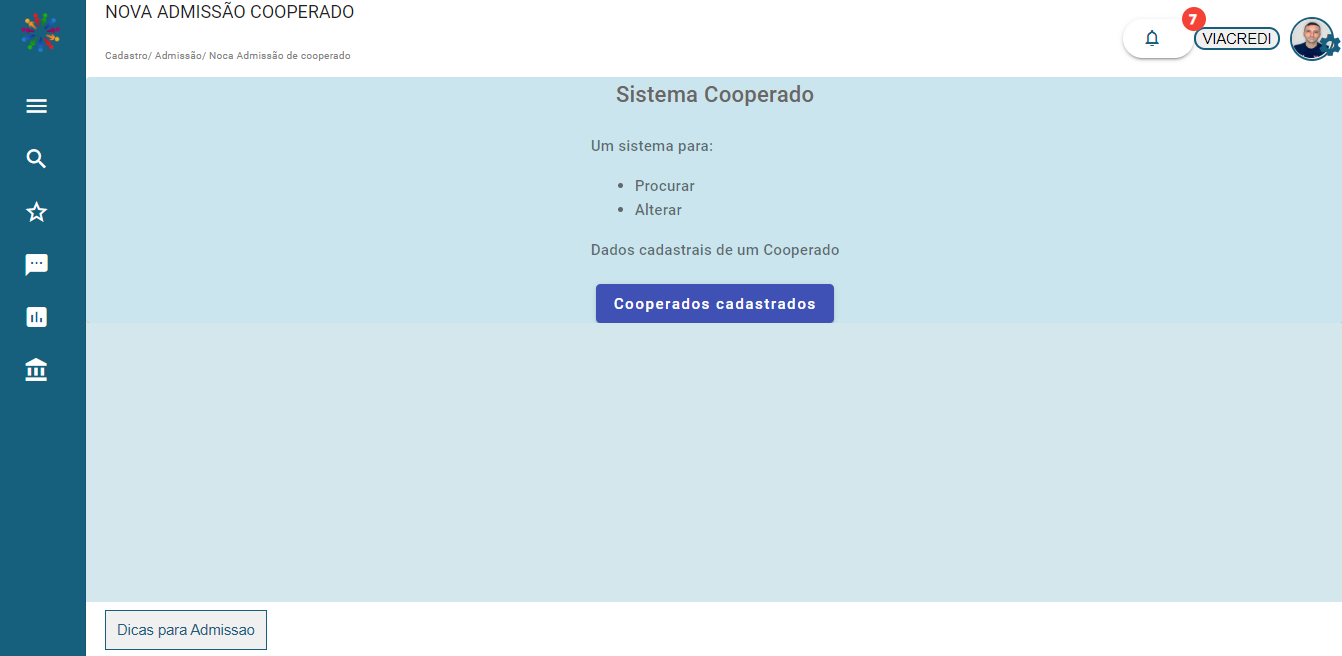 NOVA ADMISSÃO COOPERADO
7
VIACREDI
Cadastro/ Admissão/ Noca Admissão de cooperado
Sistema Cooperado
Um sistema para:
• Procurar
• Alterar
Dados cadastrais de um Cooperado
Cooperados cadastrados
Dicas para Admissao